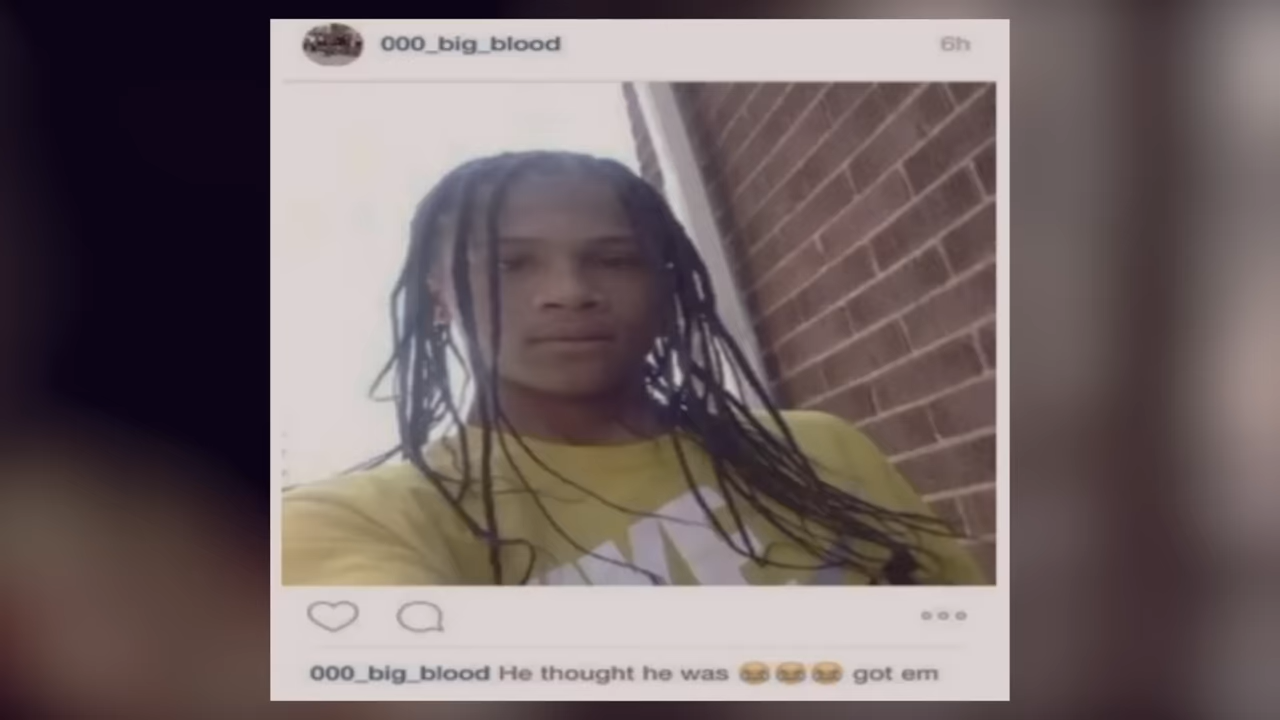 000_big_blood 6h
000_big_blood He thought he was 😂😂😂 got em